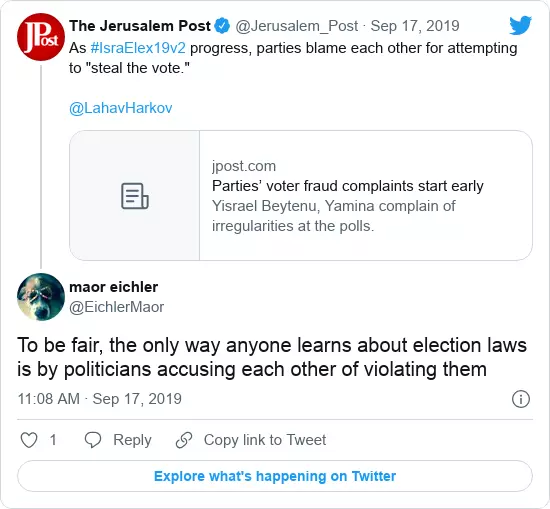 JPost
The Jerusalem Post @Jerusalem_Post · Sep 17, 2019
As #IsraElex19v2 progress, parties blame each other for attempting
to "steal the vote."
@LahavHarkov
jpost.com
Parties’ voter fraud complaints start early
Yisrael Beytenu, Yamina complain of
irregularities at the polls.
maor eichler
@EichlerMaor
To be fair, the only way anyone learns about election laws
is by politicians accusing each other of violating them
11:08 AM · Sep 17, 2019
1 Reply Copy link to Tweet
Explore what's happening on Twitter